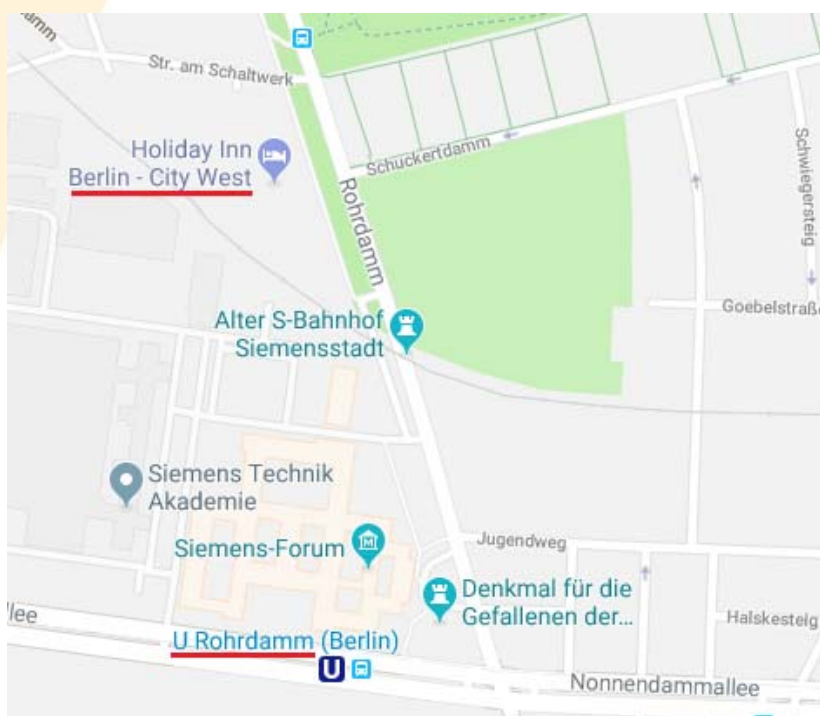 damm
Str. am Schaltwerk
Holiday Inn
Berlin - City West
Schuckertdamm
Schwiegersteig
Rohrdamm
Goebelstraße
Alter S-Bahnhof
Siemensstadt
Siemens Technik
Akademie
Jugendweg
Siemens-Forum
Denkmal für die
Gefallenen der...
Halskesteig
llee
U Rohrdamm (Berlin)
U
Nonnendammallee